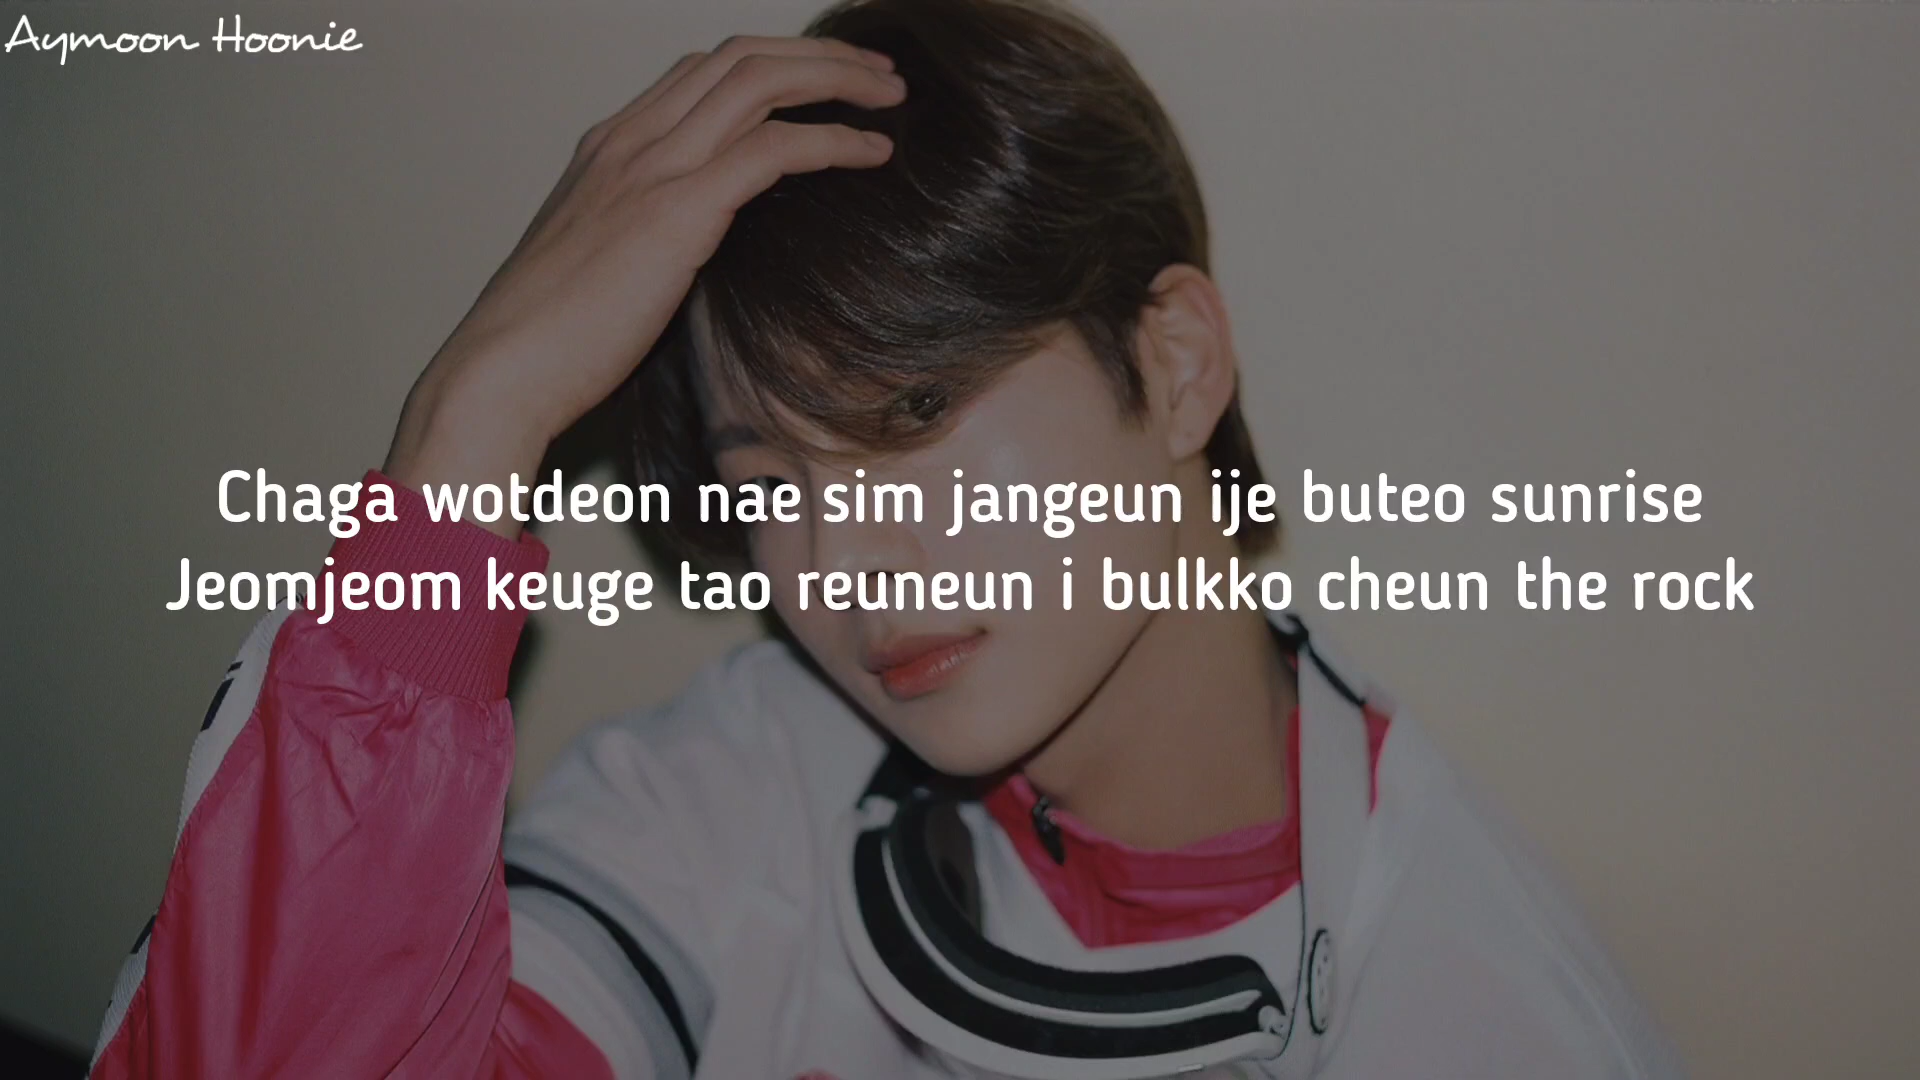 Aymoon Hoonie
Chaga wotdeon nae sim jangeun ije buteo sunrise
Jeomjeom keuge tao reuneun i bulkko cheun the rock